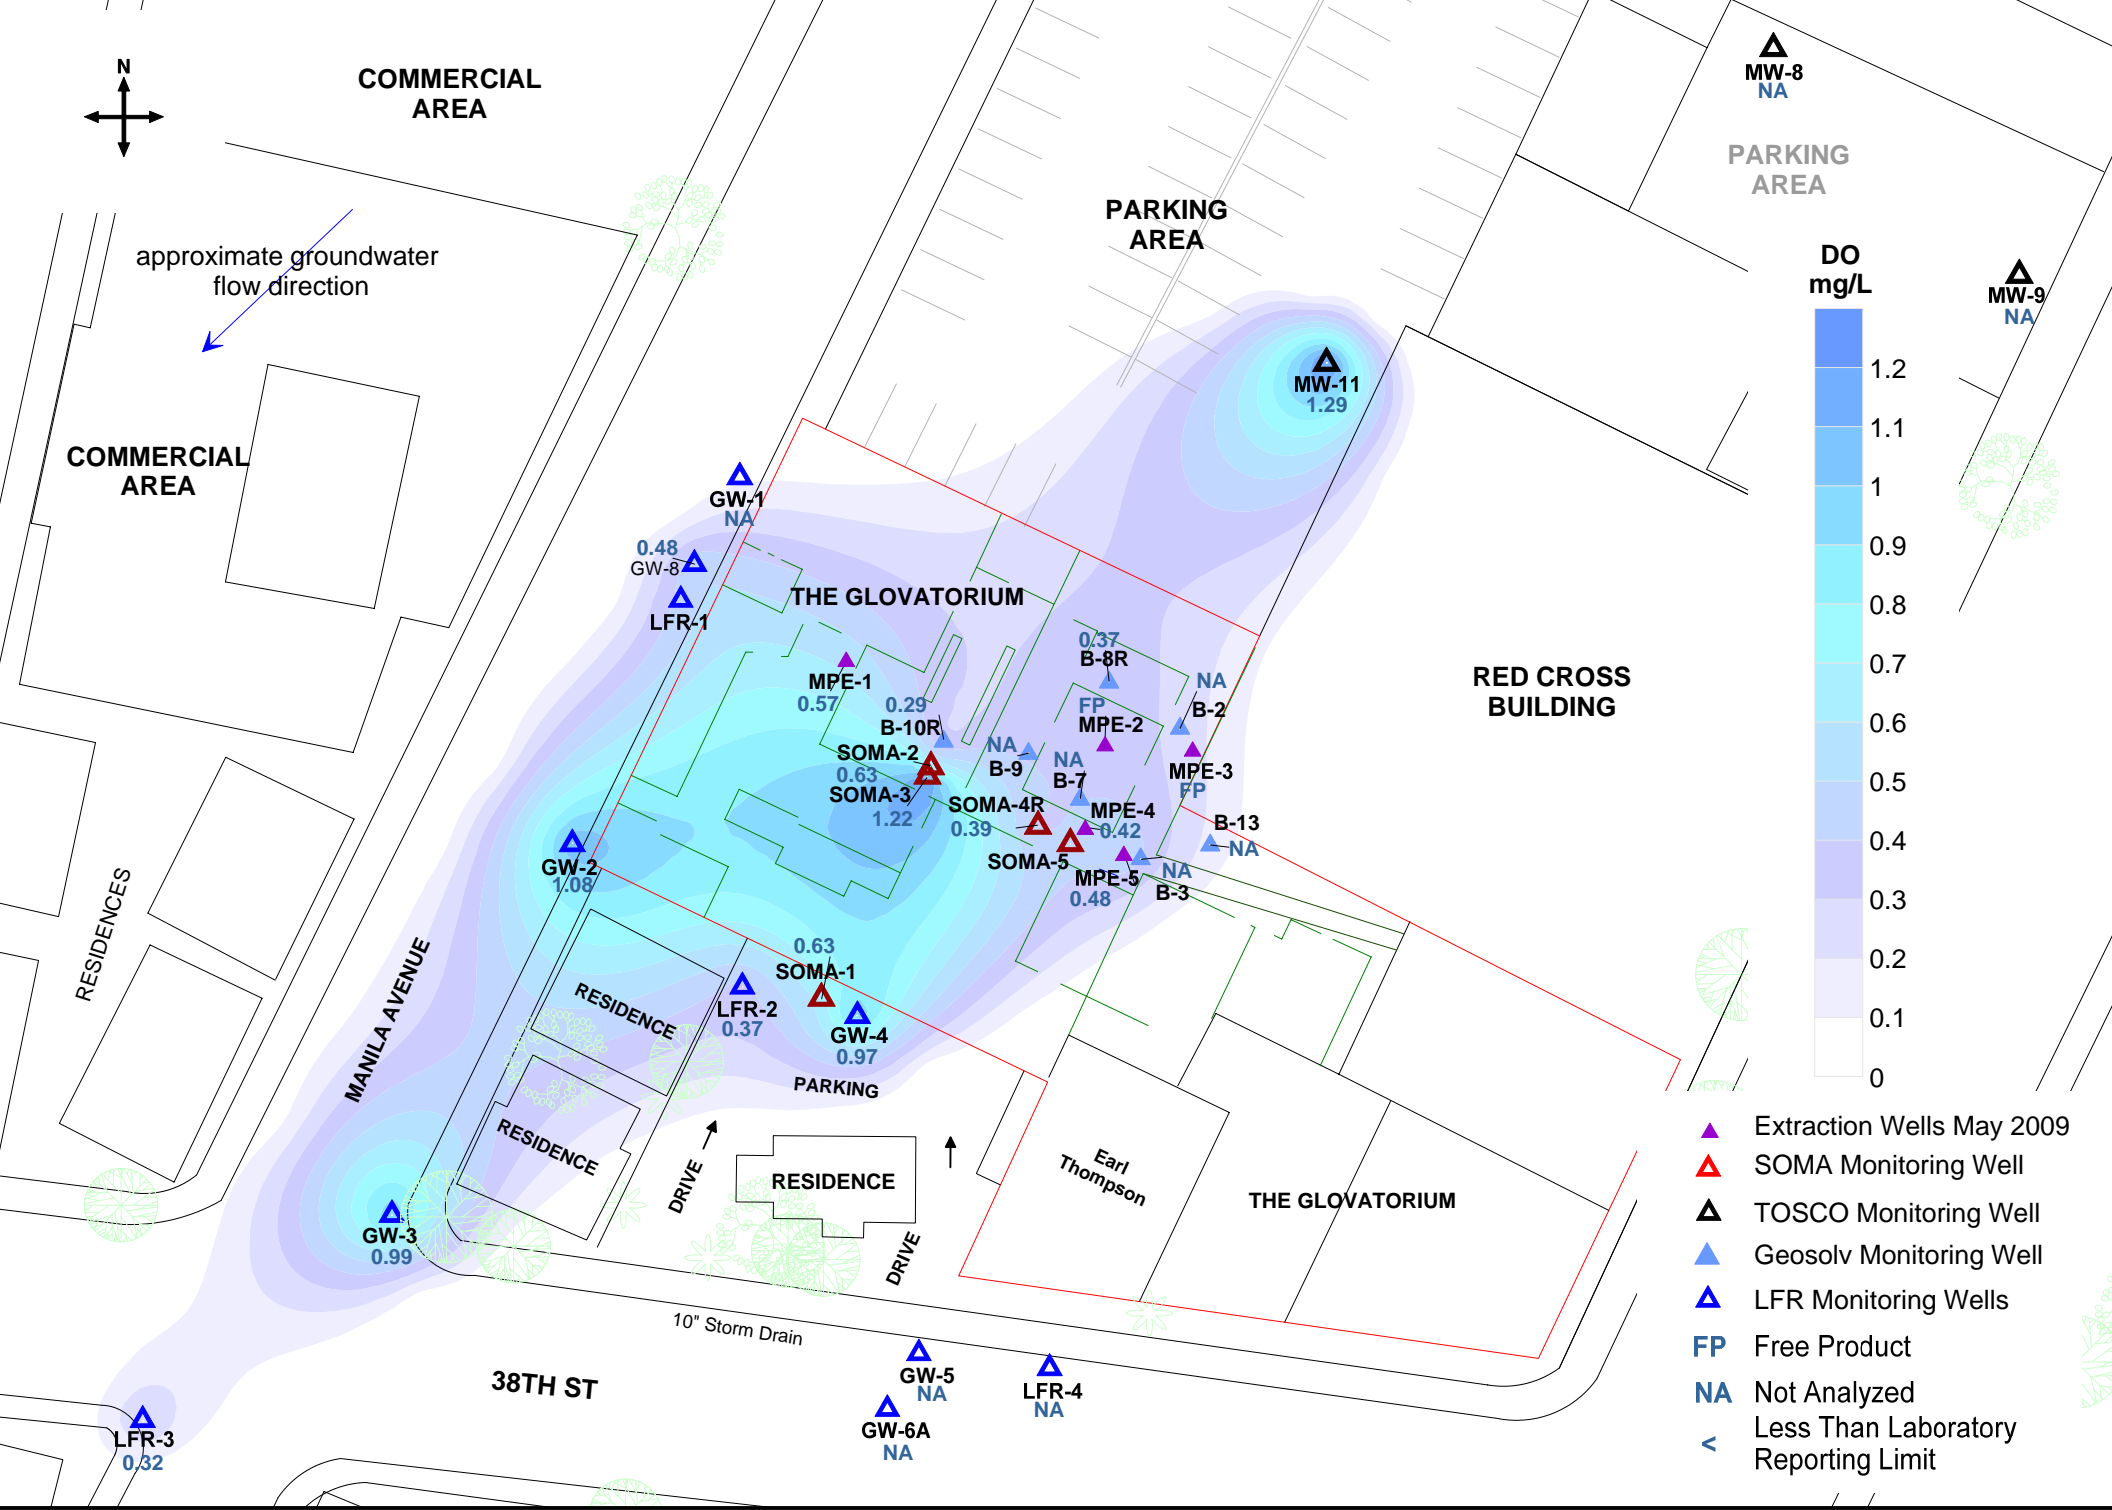 N
COMMERCIAL
AREA
MW-8
NA
PARKING
AREA
PARKING
AREA
approximate groundwater
flow direction
DO
mg/L
MW-9
NA
1.2
1.1
1
0.9
0.8
0.7
0.6
0.5
0.4
0.3
0.2
0.1
0
MW-11
1.29
COMMERCIAL
AREA
GW-1
NA
0.48
GW-8
LFR-1
THE GLOVATORIUM
0.37
B-8R
MPE-1
0.57
0.29
B-10R
FP
MPE-2
NA
B-2
RED CROSS
BUILDING
SOMA-2
0.63
SOMA-3
1.22
NA
B-9
NA
B-7
MPE-3
FP
SOMA-4R
0.39
MPE-4
0.42
B-13
NA
SOMA-5
MPE-5
0.48
NA
B-3
GW-2
1.08
RESIDENCES
MANILA AVENUE
RESIDENCE
0.63
SOMA-1
LFR-2
0.37
GW-4
0.97
PARKING
RESIDENCE
DRIVE
RESIDENCE
DRIVE
Earl
Thompson
THE GLOVATORIUM
GW-3
0.99
10" Storm Drain
38TH ST
GW-5
NA
LFR-4
NA
GW-6A
NA
LFR-3
0.32
Extraction Wells May 2009
SOMA Monitoring Well
TOSCO Monitoring Well
Geosolv Monitoring Well
LFR Monitoring Wells
FP Free Product
NA Not Analyzed
< Less Than Laboratory
Reporting Limit